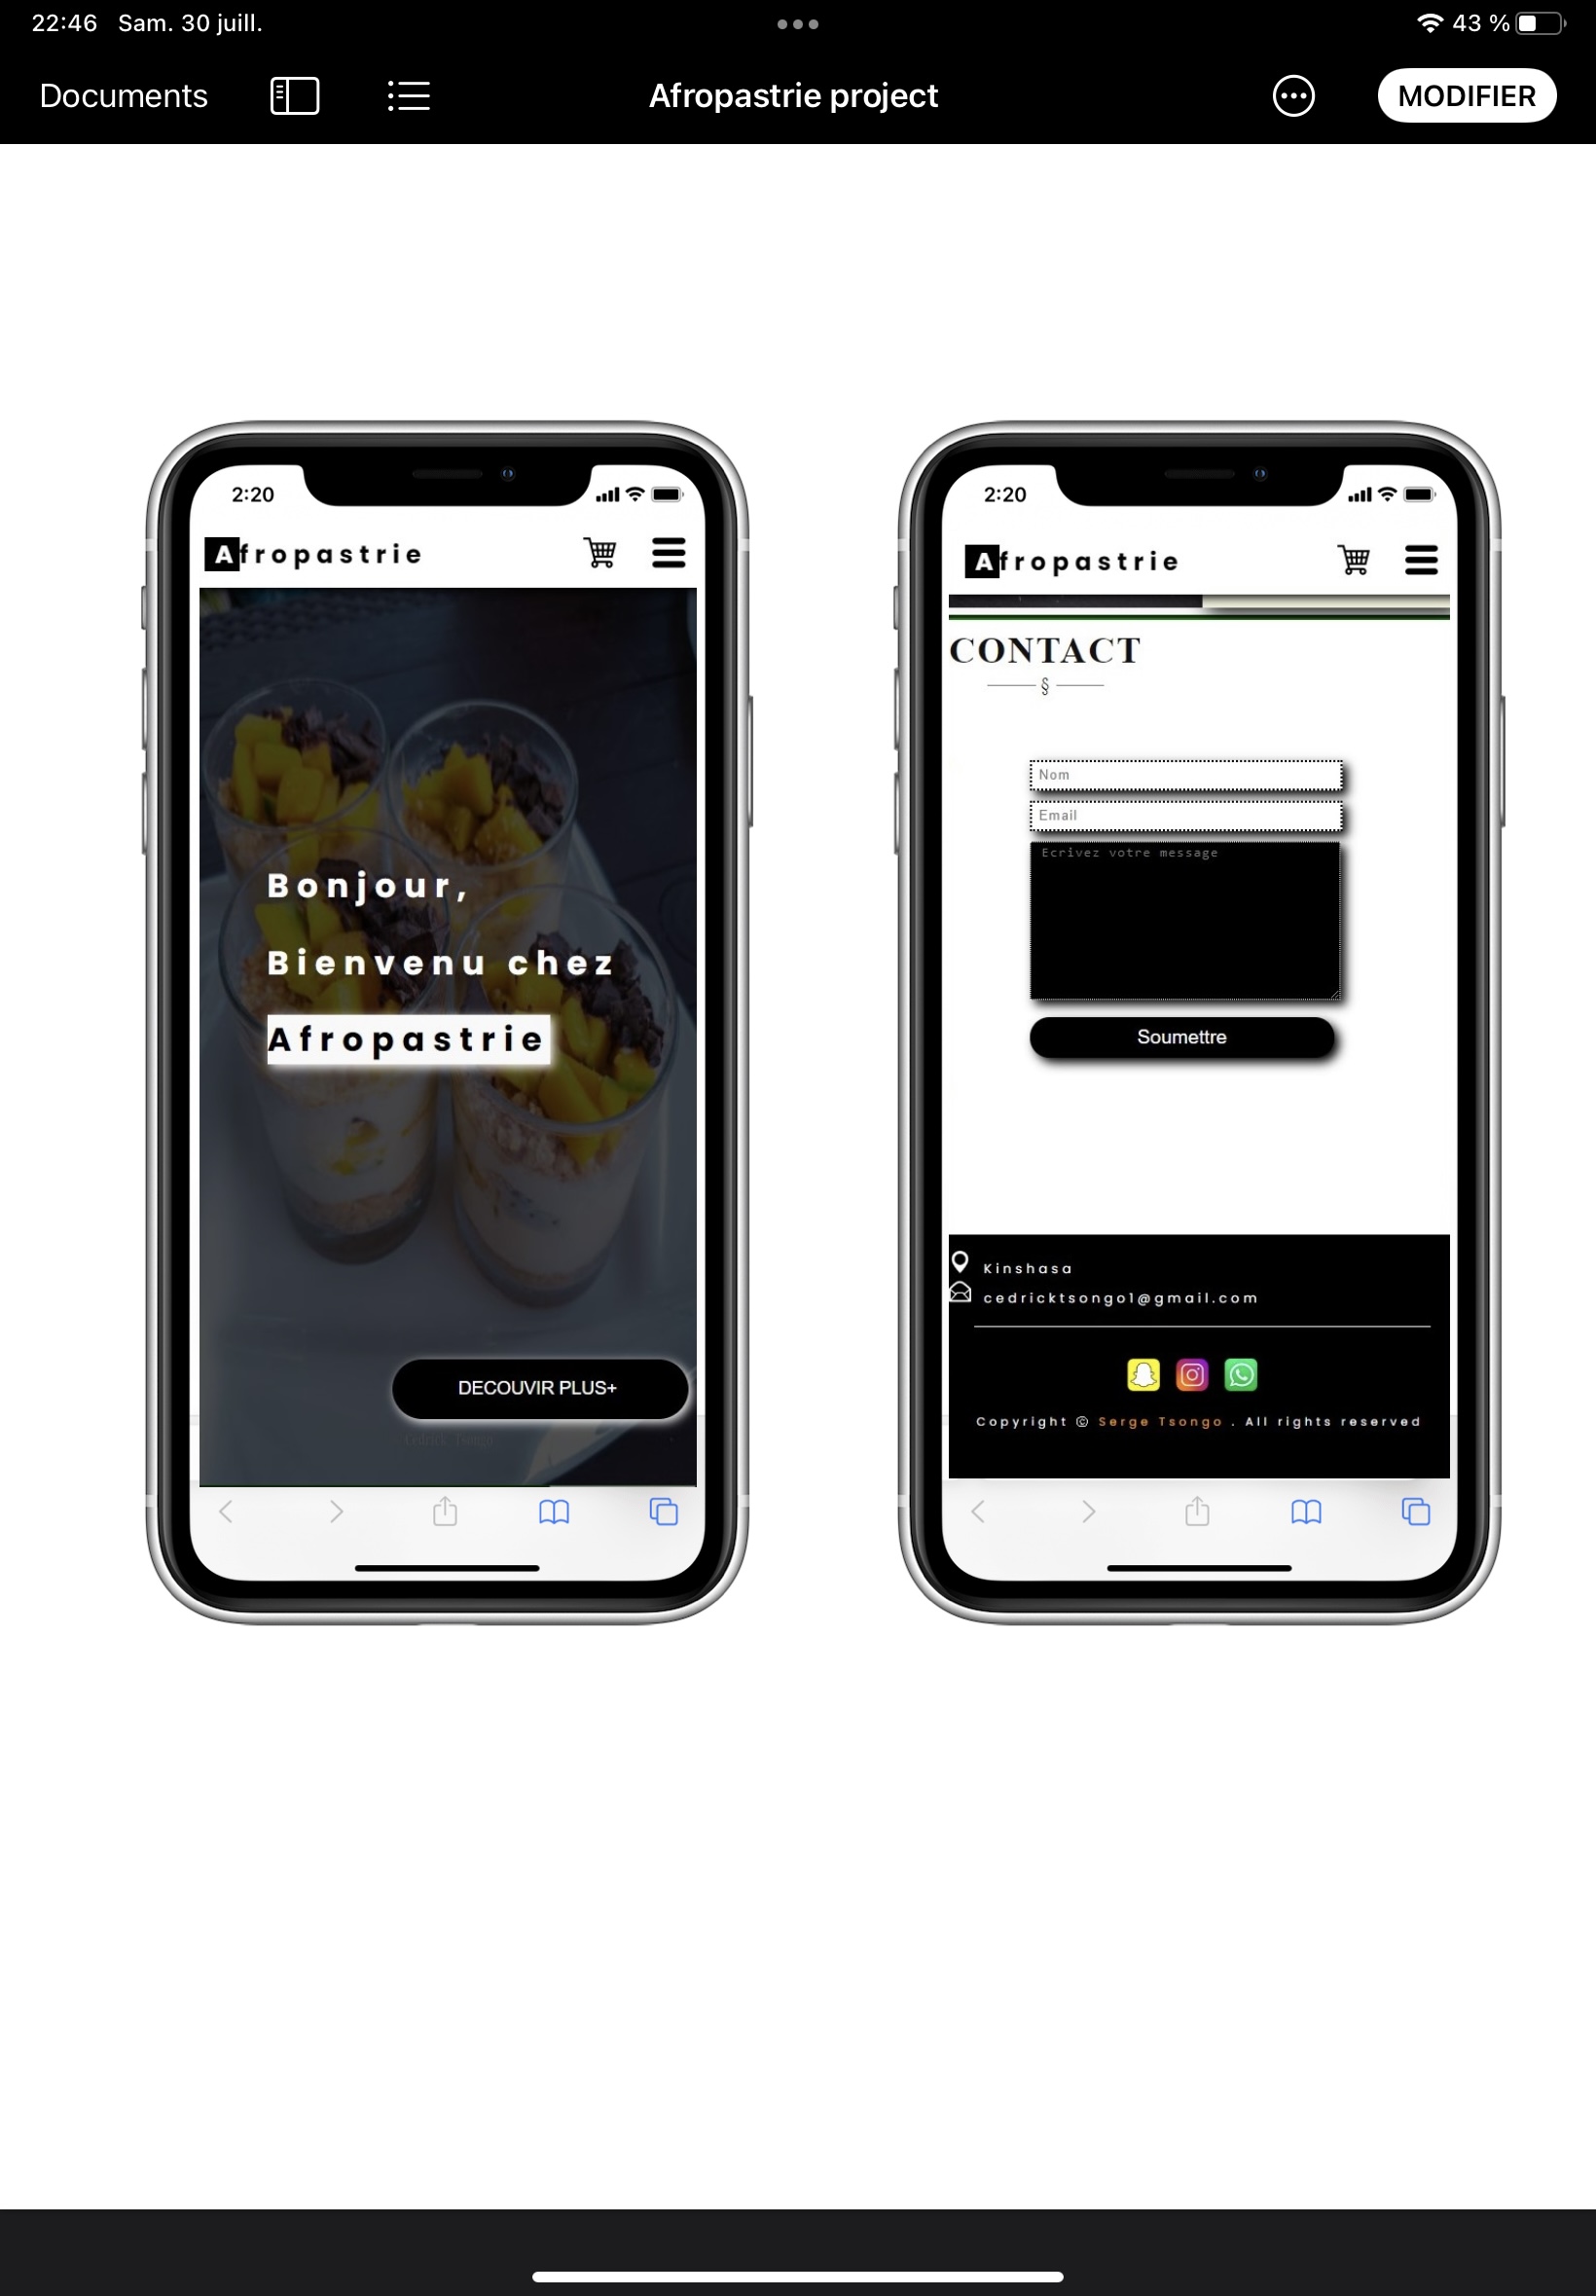 22:46 Sam. 30 juill.
43 %
Documents
Afropastrie project
MODIFIER
2:20
Afropastrie
Bonjour,
Bienvenu chez
Afropastrie
DECOUVIR PLUS+
2:20
Afropastrie
CONTACT
§
Nom
Email
Ecrivez votre message
Soumettre
Kinshasa
cedricktsongo1@gmail.com
Copyright © Serge Tsongo . All rights reserved